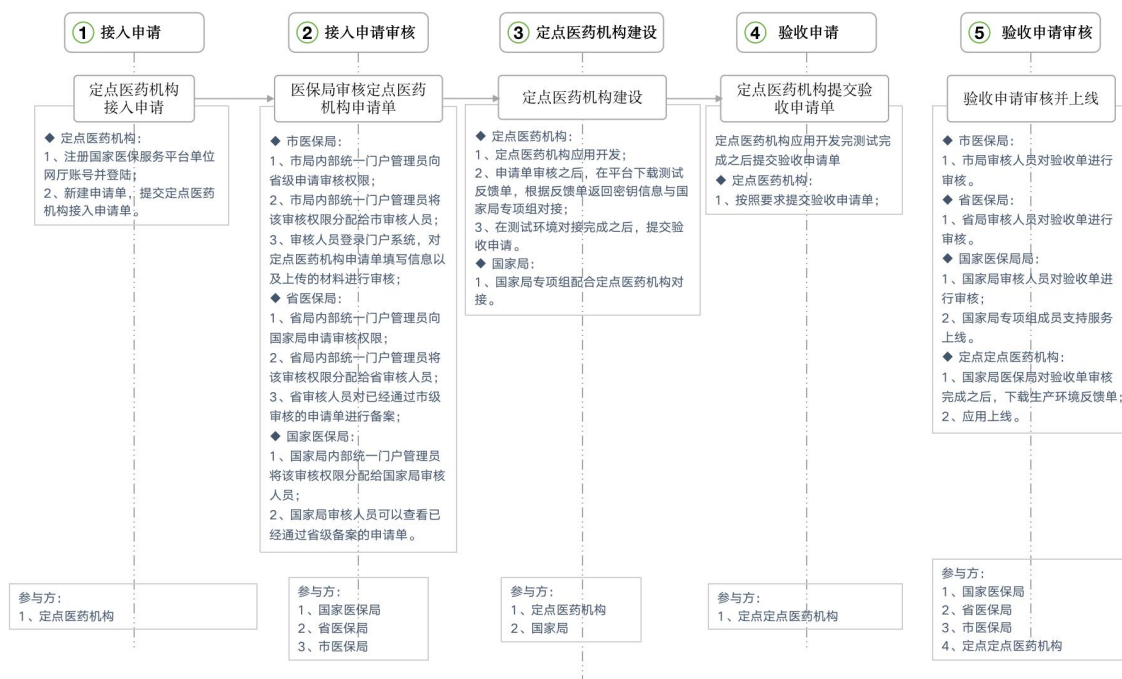 1 接入申请
2 接入申请审核
3 定点医药机构建设
4 验收申请
5 验收申请审核
定点医药机构
接入申请
◆ 定点医药机构：
1、注册国家医保服务平台单位
网厅账号并登陆；
2、新建申请单，提交定点医药
机构接入申请单。
参与方：
1、定点医药机构
医保局审核定点医药
机构申请单
◆ 市医保局：
1、市局内部统一门户管理员向
省级申请审核权限；
2、市局内部统一门户管理员将
该审核权限分配给市审核人员；
3、审核人员登录门户系统，对
定点医药机构申请单填写信息以
及上传的材料进行审核；
◆ 省医保局：
1、省局内部统一门户管理员向
国家局申请审核权限；
2、省局内部统一门户管理员将
该审核权限分配给省审核人员；
3、省审核人员对已经通过市级
审核的申请单进行备案；
◆ 国家医保局：
1、国家局内部统一门户管理员
将该审核权限分配给国家局审核
人员；
2、国家局审核人员可以查看已
经通过省级备案的申请单。
参与方：
1、国家医保局
2、省医保局
3、市医保局
定点医药机构建设
◆ 定点医药机构：
1、定点医药机构应用开发；
2、申请单审核之后，在平台下载测试
反馈单，根据反馈单返回密钥信息与国
家局专项组对接；
3、在测试环境对接完成之后，提交验
收申请。
◆ 国家局：
1、国家局专项组配合定点医药机构对
接。
参与方：
1、定点医药机构
2、国家局
定点医药机构提交验
收申请单
定点医药机构应用开发完测试完
成之后提交验收申请单
◆ 定点医药机构：
1、按照要求提交验收申请单；
参与方：
1、定点定点医药机构
验收申请审核并上线
◆ 市医保局：
1、市局审核人员对验收单进行
审核。
◆ 省医保局：
1、省局审核人员对验收单进行
审核。
◆ 国家医保局局：
1、国家局审核人员对验收单进
行审核；
2、国家局专项组成员支持服务
上线。
◆ 定点定点医药机构：
1、国家局医保局对验收单审核
完成之后，下载生产环境反馈单；
2、应用上线。
参与方：
1、国家医保局
2、省医保局
3、市医保局
4、定点定点医药机构